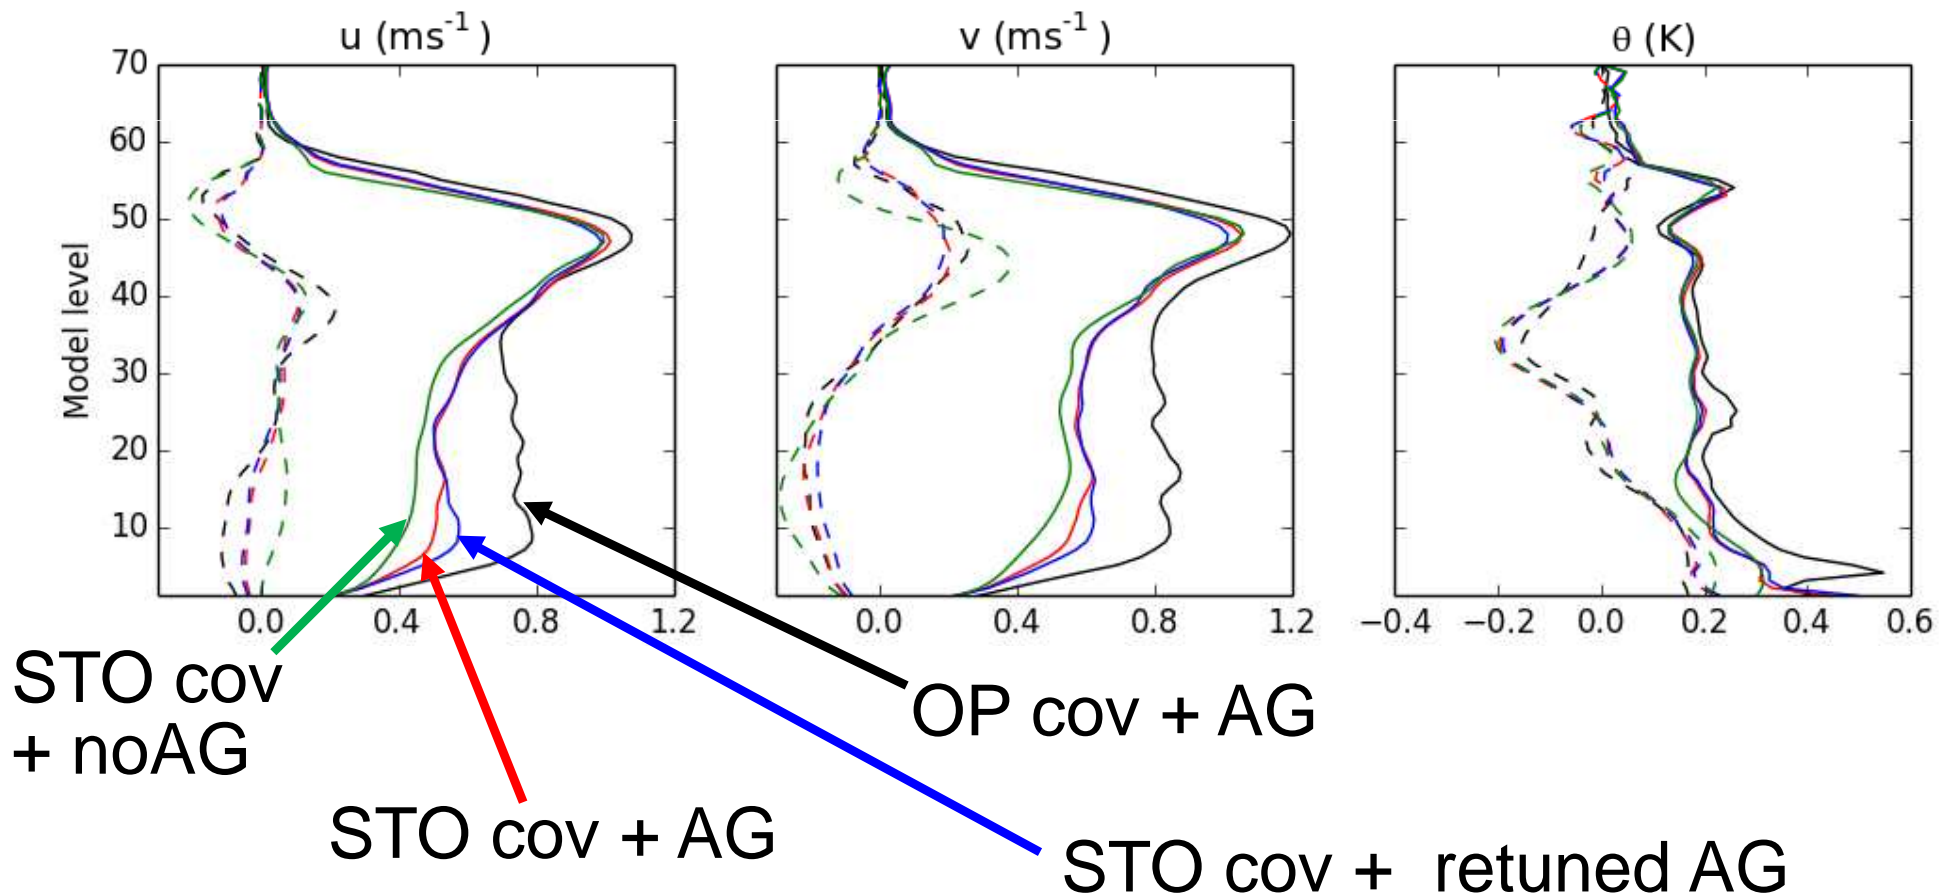 u (ms⁻¹)
v (ms⁻¹)
θ (K)
Model level
70
60
50
40
30
20
10
0.0 0.4 0.8 1.2
0.0 0.4 0.8 1.2
−0.4 −0.2 0.0 0.2 0.4 0.6
STO cov
+ noAG
OP cov + AG
STO cov + AG
STO cov + retuned AG